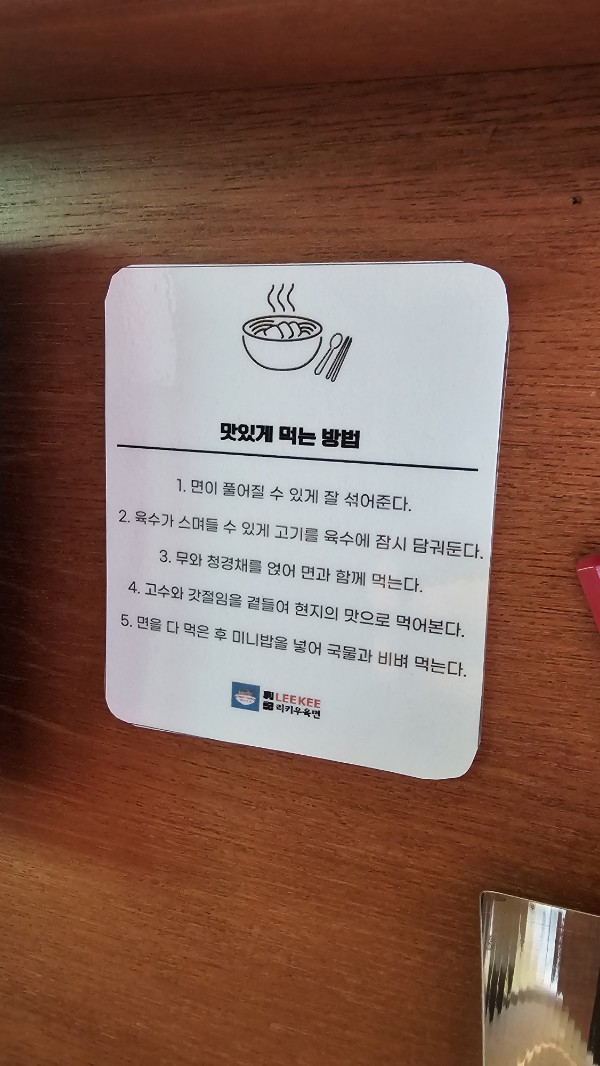 맛있게 먹는 방법
1. 면이 풀어질 수 있게 잘 섞어준다.
2. 육수가 스며들 수 있게 고기를 육수에 잠시 담궈둔다.
3. 무와 청경채를 얹어 면과 함께 먹는다.
4. 고수와 갓절임을 곁들여 현지의 맛으로 먹어본다.
5. 면을 다 먹은 후 미니밥을 넣어 국물과 비벼 먹는다.
LEEKEE
리키우육면